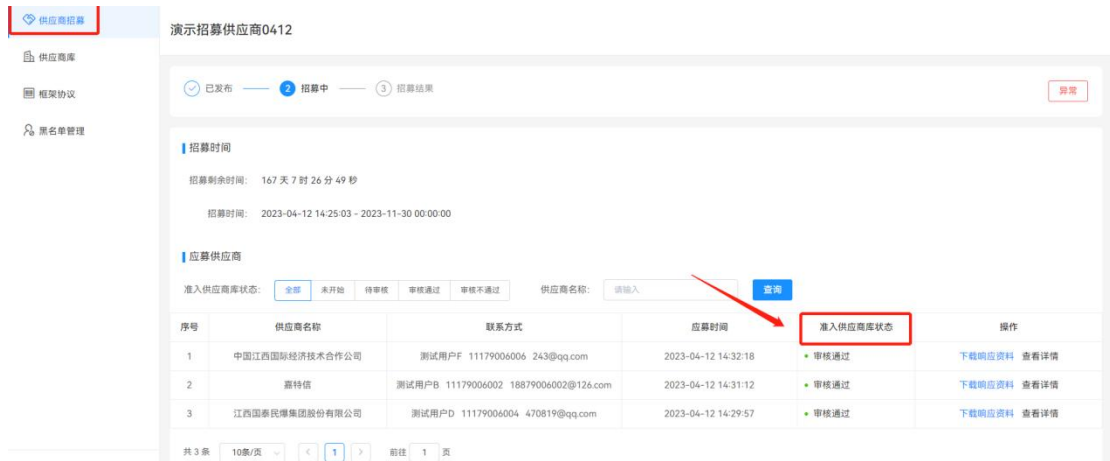 供应商招募
供应商库
框架协议
黑名单管理
演示招募供应商0412
已发布 2 招募中 3 招募结果
异常
招募时间
招募剩余时间: 167 天 7 时 26 分 49 秒
招募时间: 2023-04-12 14:25:03 - 2023-11-30 00:00:00
应募供应商
准入供应商库状态: 全部 未开始 待审核 审核通过 审核不通过 供应商名称: 请输入 查询
序号 供应商名称 联系方式 应募时间 准入供应商库状态 操作
1 中国江西国际经济技术合作公司 测试用户F 11179006006 243@qq.com 2023-04-12 14:32:18 审核通过 下载响应资料 查看详情
2 嘉特信 测试用户B 11179006002 18879006002@126.com 2023-04-12 14:31:12 审核通过 下载响应资料 查看详情
3 江西国泰民爆集团股份有限公司 测试用户D 11179006004 470819@qq.com 2023-04-12 14:29:57 审核通过 下载响应资料 查看详情
共 3 条 10条/页 < 1 > 前往 1 页